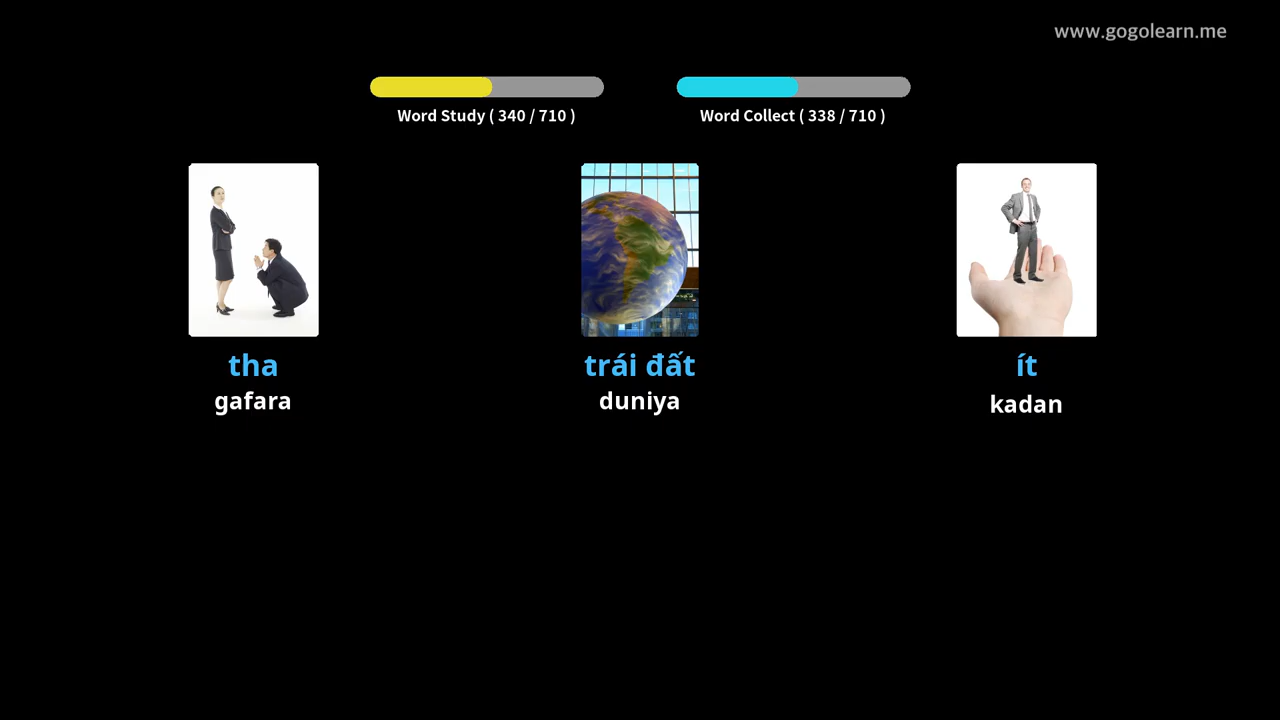 www.gogolearn.me
Word Study ( 340 / 710 )
Word Collect ( 338 / 710 )
tha
gafara
trái đất
duniya
ít
kadan